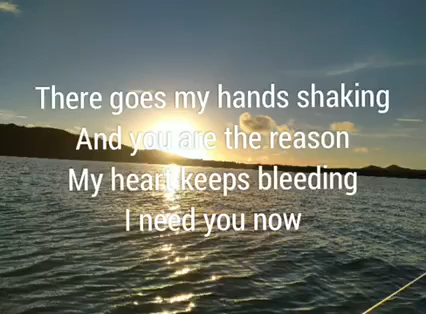 There goes my hands shaking
And you are the reason
My heart keeps bleeding
I need you now